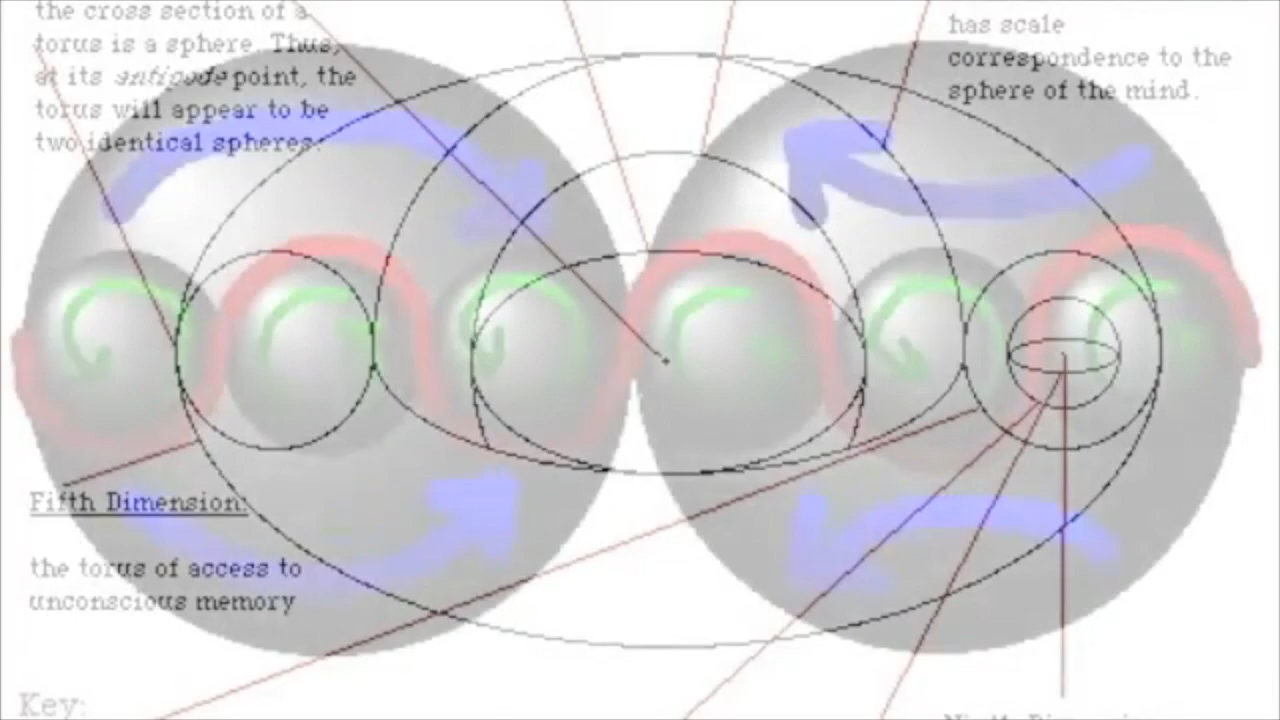 the cross section of a
torus is a sphere. Thus,
at its antipode point, the
torus will appear to be
two identical spheres.
has scale
correspondence to the
sphere of the mind.
Fifth Dimension:
the torus of access to
unconscious memory
Key: